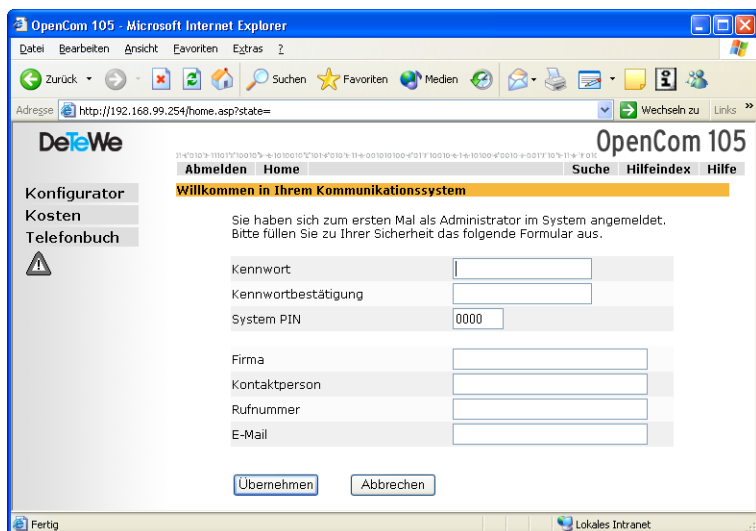 OpenCom 105 - Microsoft Internet Explorer
Datei Bearbeiten Ansicht Favoriten Extras ?
Zurück Suchen Favoriten Medien
Adresse http://192.168.99.254/home.asp?state= Wechseln zu Links »
DeTeWe
OpenCom 105
Abmelden Home Suche Hilfeindex Hilfe
Konfigurator
Kosten
Telefonbuch
Willkommen in Ihrem Kommunikationssystem
Sie haben sich zum ersten Mal als Administrator im System angemeldet.
Bitte füllen Sie zu Ihrer Sicherheit das folgende Formular aus.
Kennwort
Kennwortbestätigung
System PIN 0000
Firma
Kontaktperson
Rufnummer
E-Mail
Übernehmen Abbrechen
Fertig Lokales Intranet